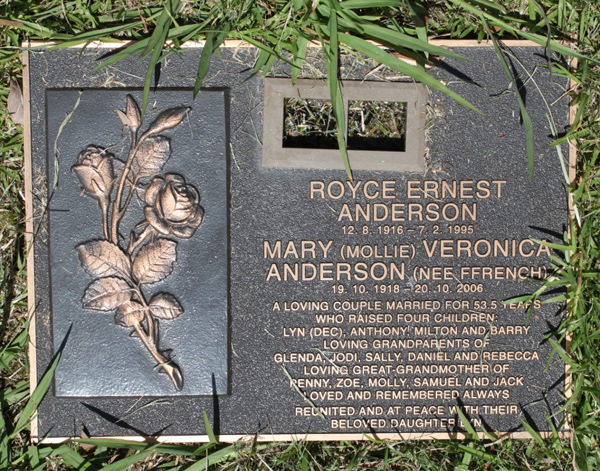 ROYCE ERNEST
ANDERSON
12. 8. 1916 – 7. 2. 1995
MARY (MOLLIE) VERONICA
ANDERSON (NEE FFRENCH)
19. 10. 1918 – 20. 10. 2006
A LOVING COUPLE MARRIED FOR 53.5 YEARS
WHO RAISED FOUR CHILDREN:
LYN (DEC), ANTHONY, MILTON AND BARRY
LOVING GRANDPARENTS OF
GLENDA, JODI, SALLY, DANIEL AND REBECCA
LOVING GREAT-GRANDMOTHER OF
PENNY, ZOE, MOLLY, SAMUEL AND JACK
LOVED AND REMEMBERED ALWAYS
REUNITED AND AT PEACE WITH THEIR
BELOVED DAUGHTER LYN